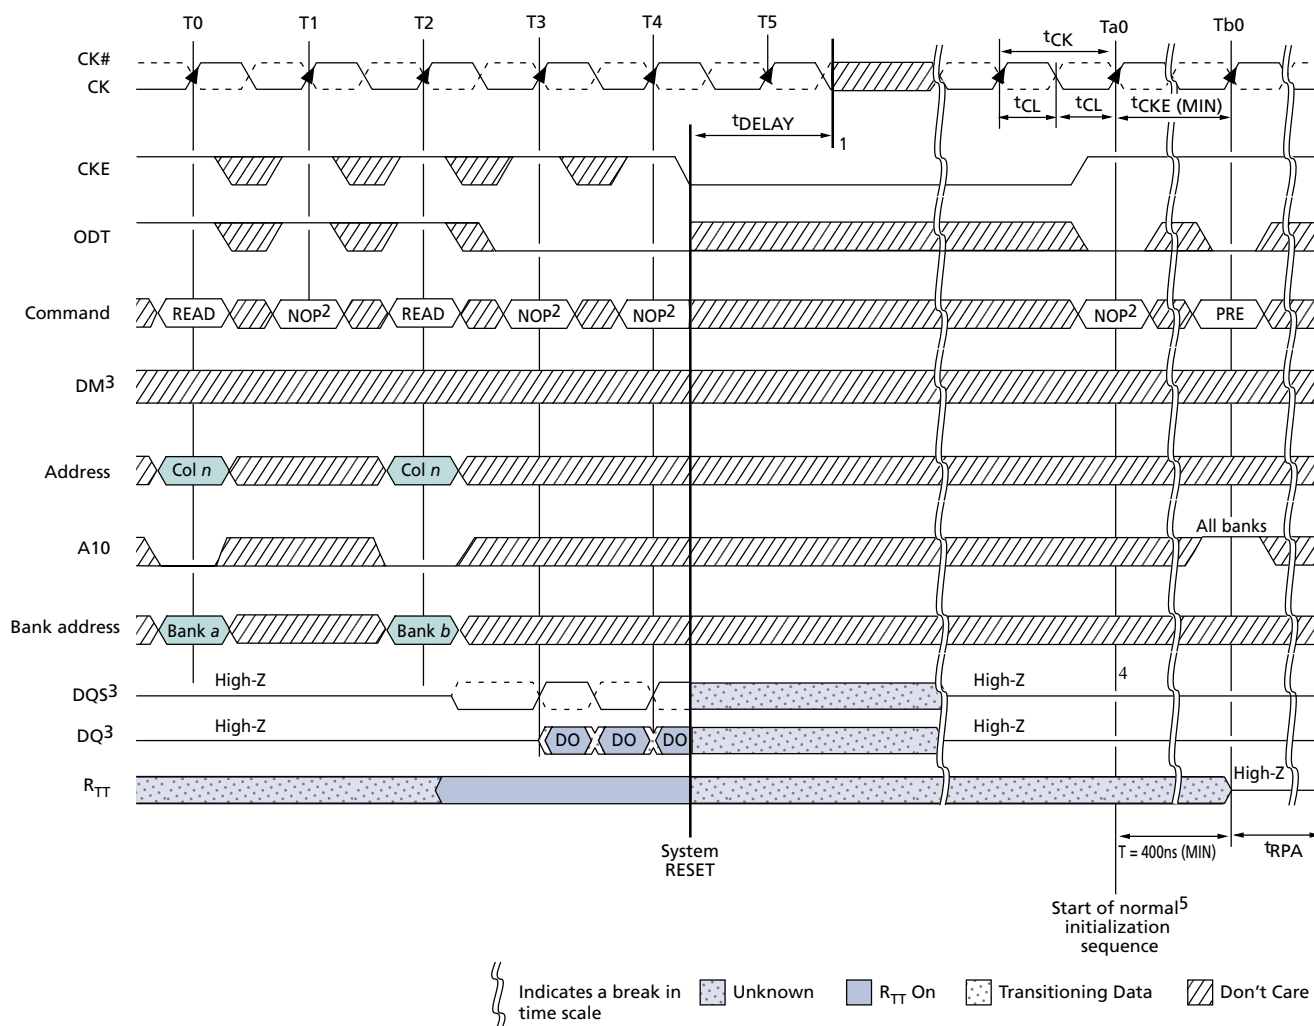 T0 T1 T2 T3 T4 T5 Ta0 Tb0
tCK
CK#
CK
tCL tCL tCKE (MIN)
tDELAY
1
CKE
ODT
Command READ NOP2 READ NOP2 NOP2 NOP2 PRE
DM3
Address Col n Col n
All banks
A10
Bank address Bank a Bank b
High-Z High-Z 4
DQS3
High-Z High-Z
DQ3 DO DO DO
High-Z
RTT
System
RESET
T = 400ns (MIN) tRPA
Start of normal5
initialization
sequence
Indicates a break in
time scale
Unknown
RTT On
Transitioning Data
Don't Care